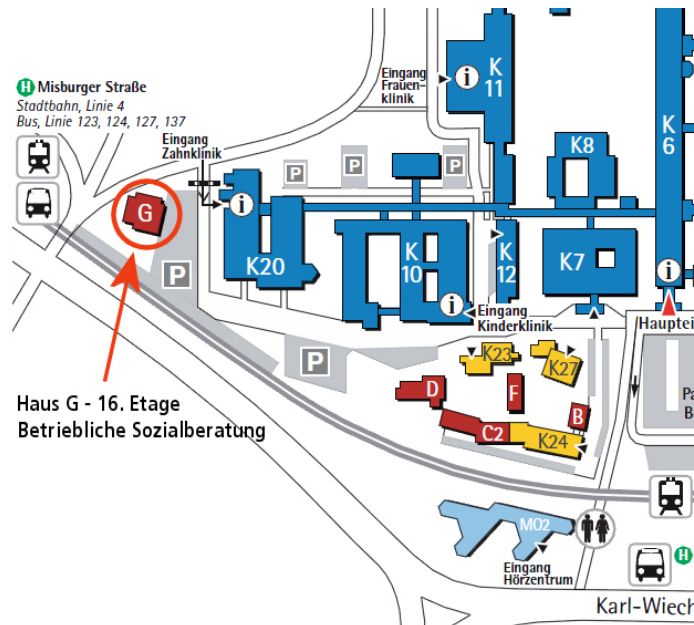 H Misburger Straße
Stadtbahn, Linie 4
Bus, Linie 123, 124, 127, 137
Eingang
Zahnklinik
Eingang
Frauen-
klinik
i
K
11
K
6
K8
P
P
P
G
i
K20
K
10
K
12
K7
P
i
i
Eingang
Kinderklinik
Hauptei
P
K23
K27
D
F
B
Pa
B
Haus G - 16. Etage
Betriebliche Sozialberatung
C2
K24
M02
Eingang
Hörzentrum
H
Karl-Wiech